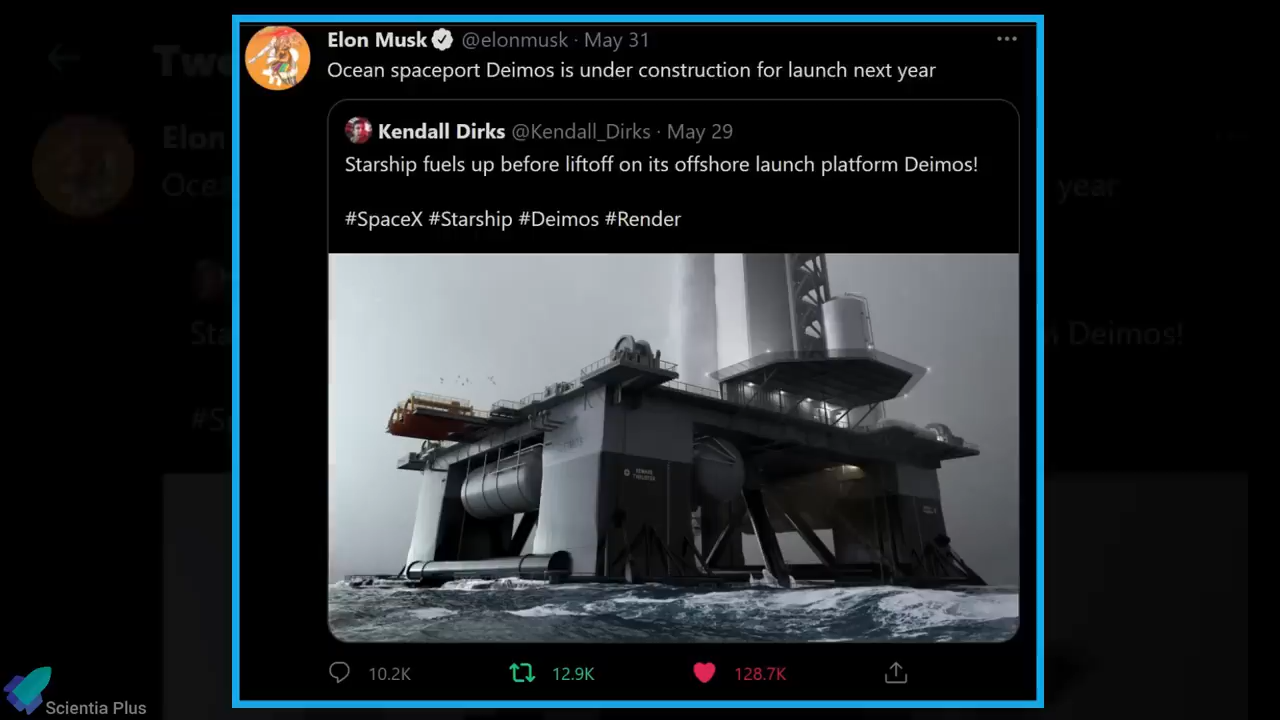 Elon Musk @elonmusk · May 31
Ocean spaceport Deimos is under construction for launch next year
Kendall Dirks @Kendall_Dirks · May 29
Starship fuels up before liftoff on its offshore launch platform Deimos!
#SpaceX #Starship #Deimos #Render
10.2K 12.9K 128.7K
Scientia Plus